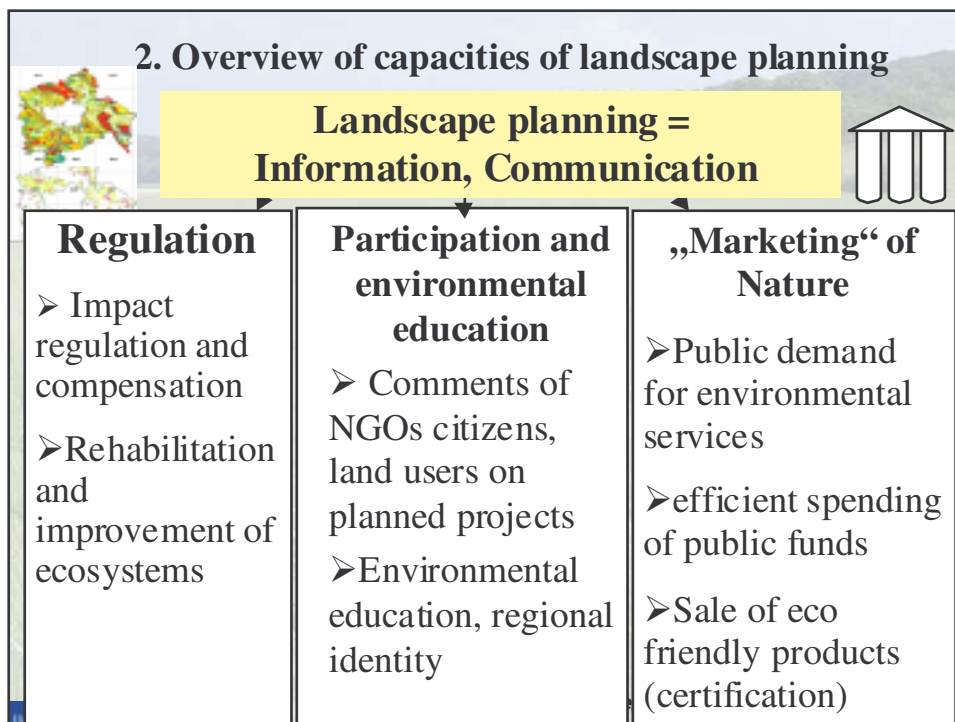 2. Overview of capacities of landscape planning
Landscape planning =
Information, Communication
Regulation
➢ Impact
regulation and
compensation
➢Rehabilitation
and
improvement of
ecosystems
Participation and
environmental
education
➢ Comments of
NGOs citizens,
land users on
planned projects
➢Environmental
education, regional
identity
„Marketing“ of
Nature
➢Public demand
for environmental
services
➢efficient spending
of public funds
➢Sale of eco
friendly products
(certification)